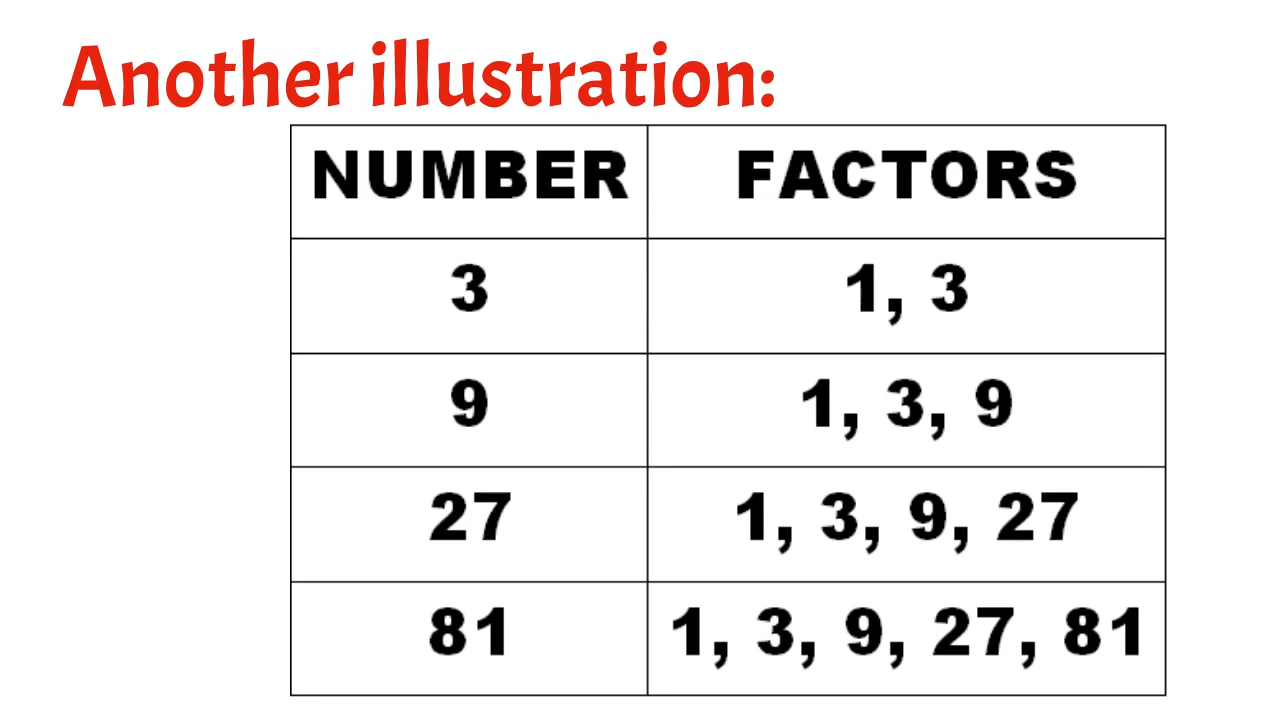 Another illustration:
NUMBER FACTORS
3 1, 3
9 1, 3, 9
27 1, 3, 9, 27
81 1, 3, 9, 27, 81